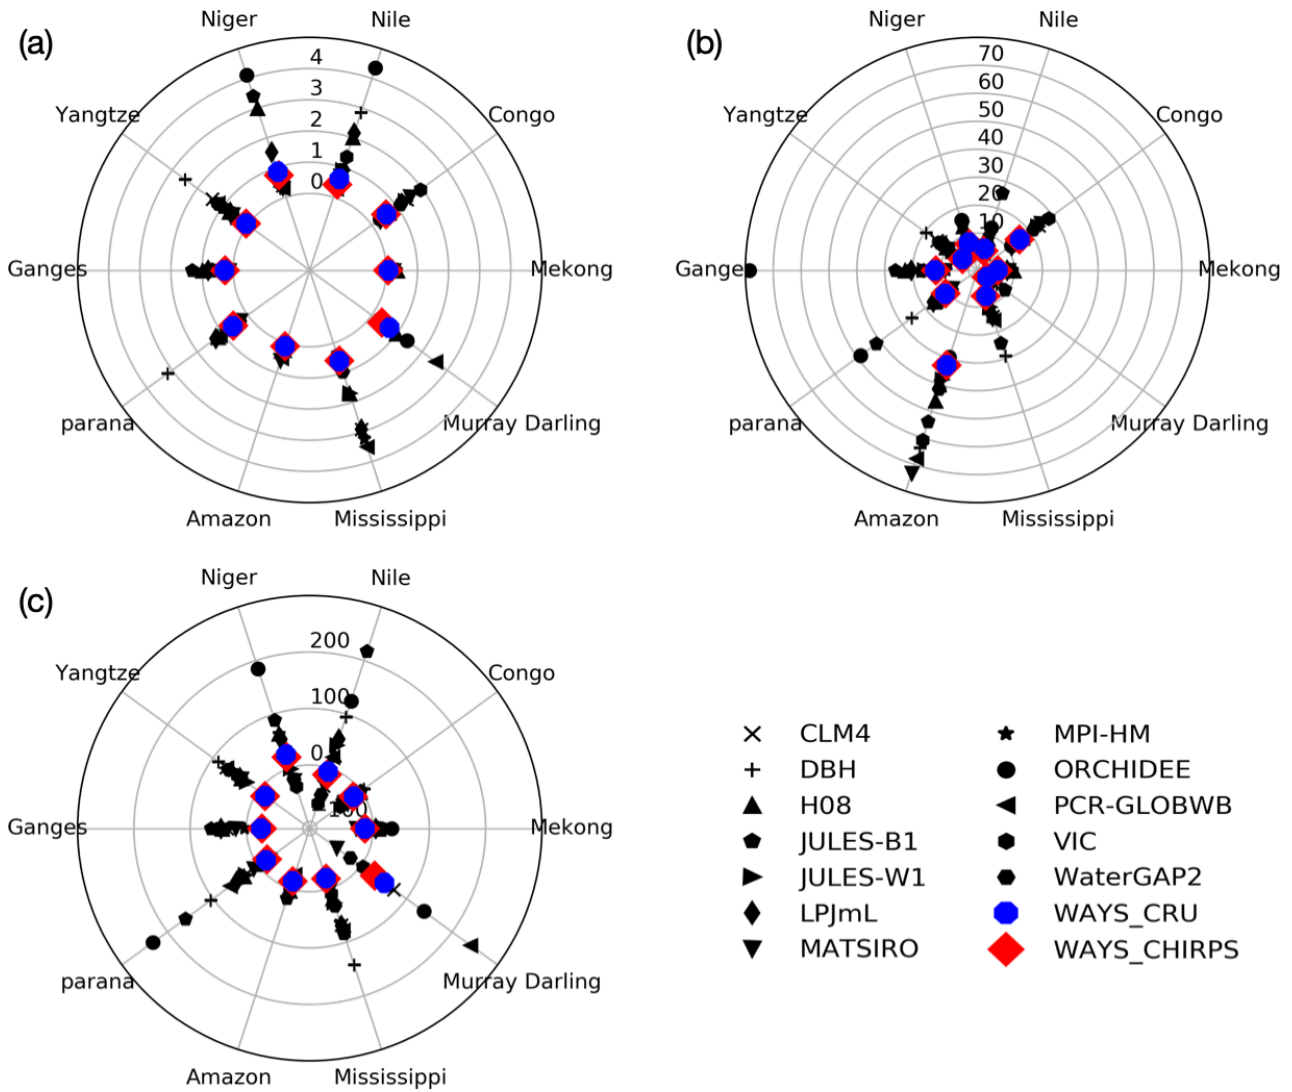 (a)
Niger
Nile
Yangtze
Congo
4
3
2
1
0
Ganges
Mekong
parana
Murray Darling
Amazon
Mississippi
(b)
Niger
Nile
Yangtze
Congo
70
60
50
40
30
20
10
Ganges
Mekong
parana
Murray Darling
Amazon
Mississippi
(c)
Niger
Nile
Yangtze
Congo
200
100
0
Ganges
Mekong
parana
Murray Darling
Amazon
Mississippi
CLM4
DBH
H08
JULES-B1
JULES-W1
LPJmL
MATSIRO
MPI-HM
ORCHIDEE
PCR-GLOBWB
VIC
WaterGAP2
WAYS_CRU
WAYS_CHIRPS